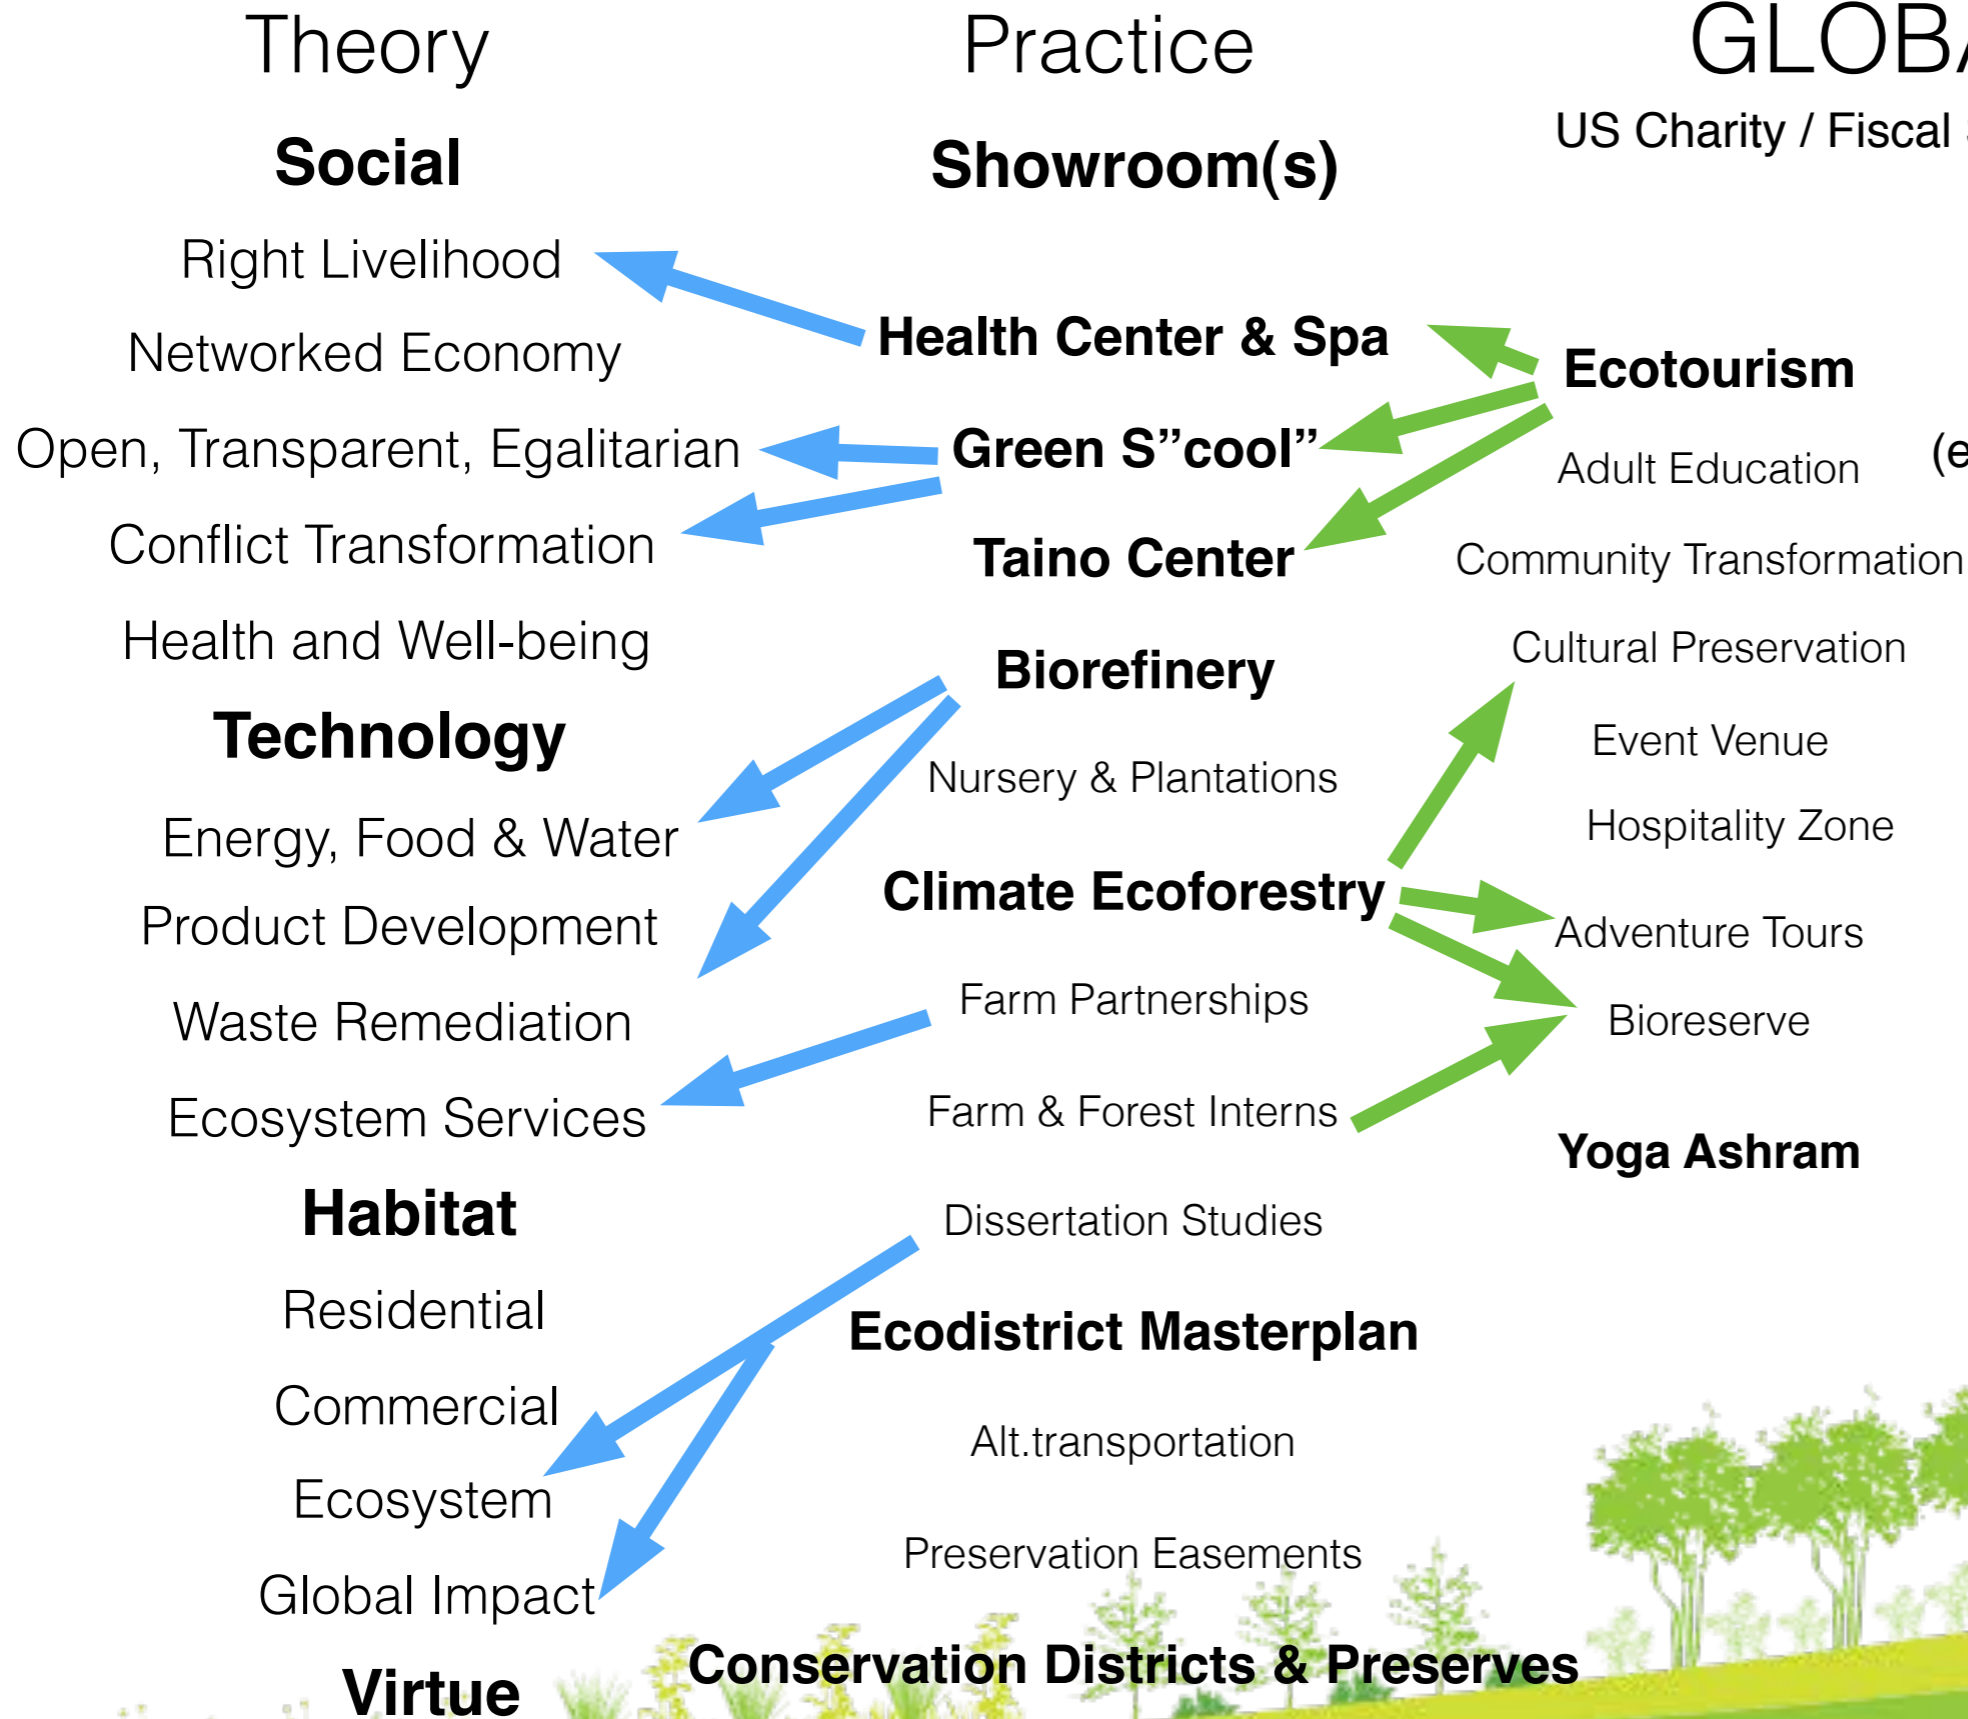 Theory
Social
Right Livelihood
Networked Economy
Open, Transparent, Egalitarian
Conflict Transformation
Health and Well-being
Technology
Energy, Food & Water
Product Development
Waste Remediation
Ecosystem Services
Habitat
Residential
Commercial
Ecosystem
Global Impact
Virtue
Practice
Showroom(s)
Health Center & Spa
Green S”cool”
Taino Center
Biorefinery
Nursery & Plantations
Climate Ecoforestry
Farm Partnerships
Farm & Forest Interns
Dissertation Studies
Ecodistrict Masterplan
Alt.transportation
Preservation Easements
Conservation Districts & Preserves
US Charity / Fiscal
Ecotourism
Adult Education
Community Transformation
Cultural Preservation
Event Venue
Hospitality Zone
Adventure Tours
Bioreserve
Yoga Ashram